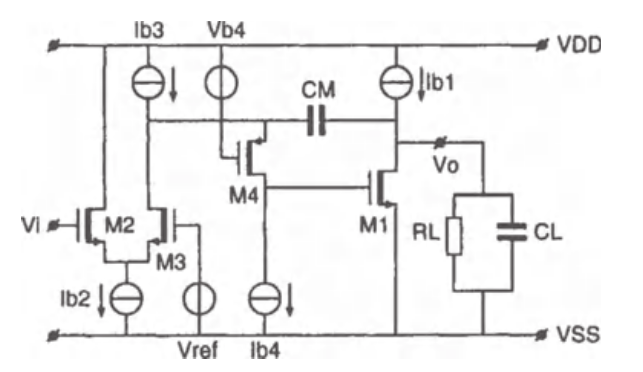 Ib3 Vb4
VDD
CM Ib1
Vo
M4
Vi M2 M1 RL CL
M3
Ib2
VSS
Vref Ib4